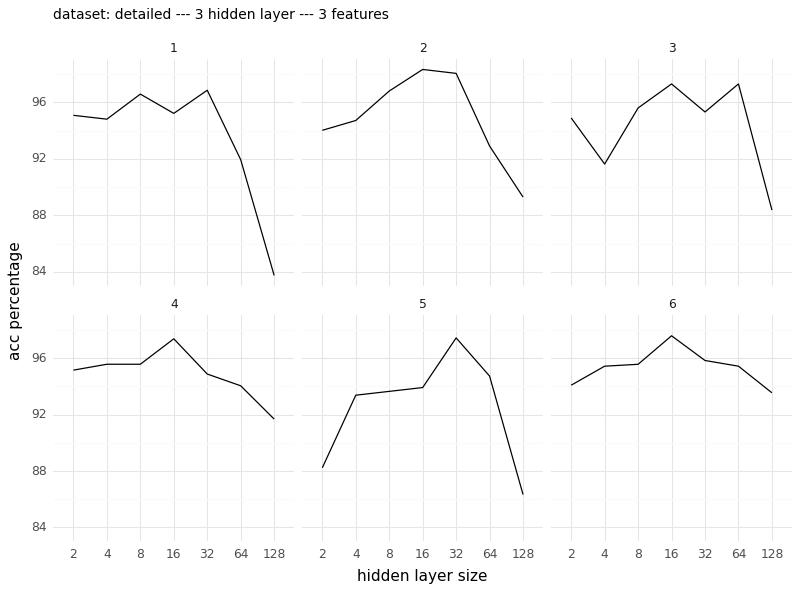 dataset: detailed --- 3 hidden layer --- 3 features
1 2 3
96
92
88
84
4 5 6
96
92
88
84
acc percentage
2 4 8 16 32 64 128 2 4 8 16 32 64 128 2 4 8 16 32 64 128
hidden layer size